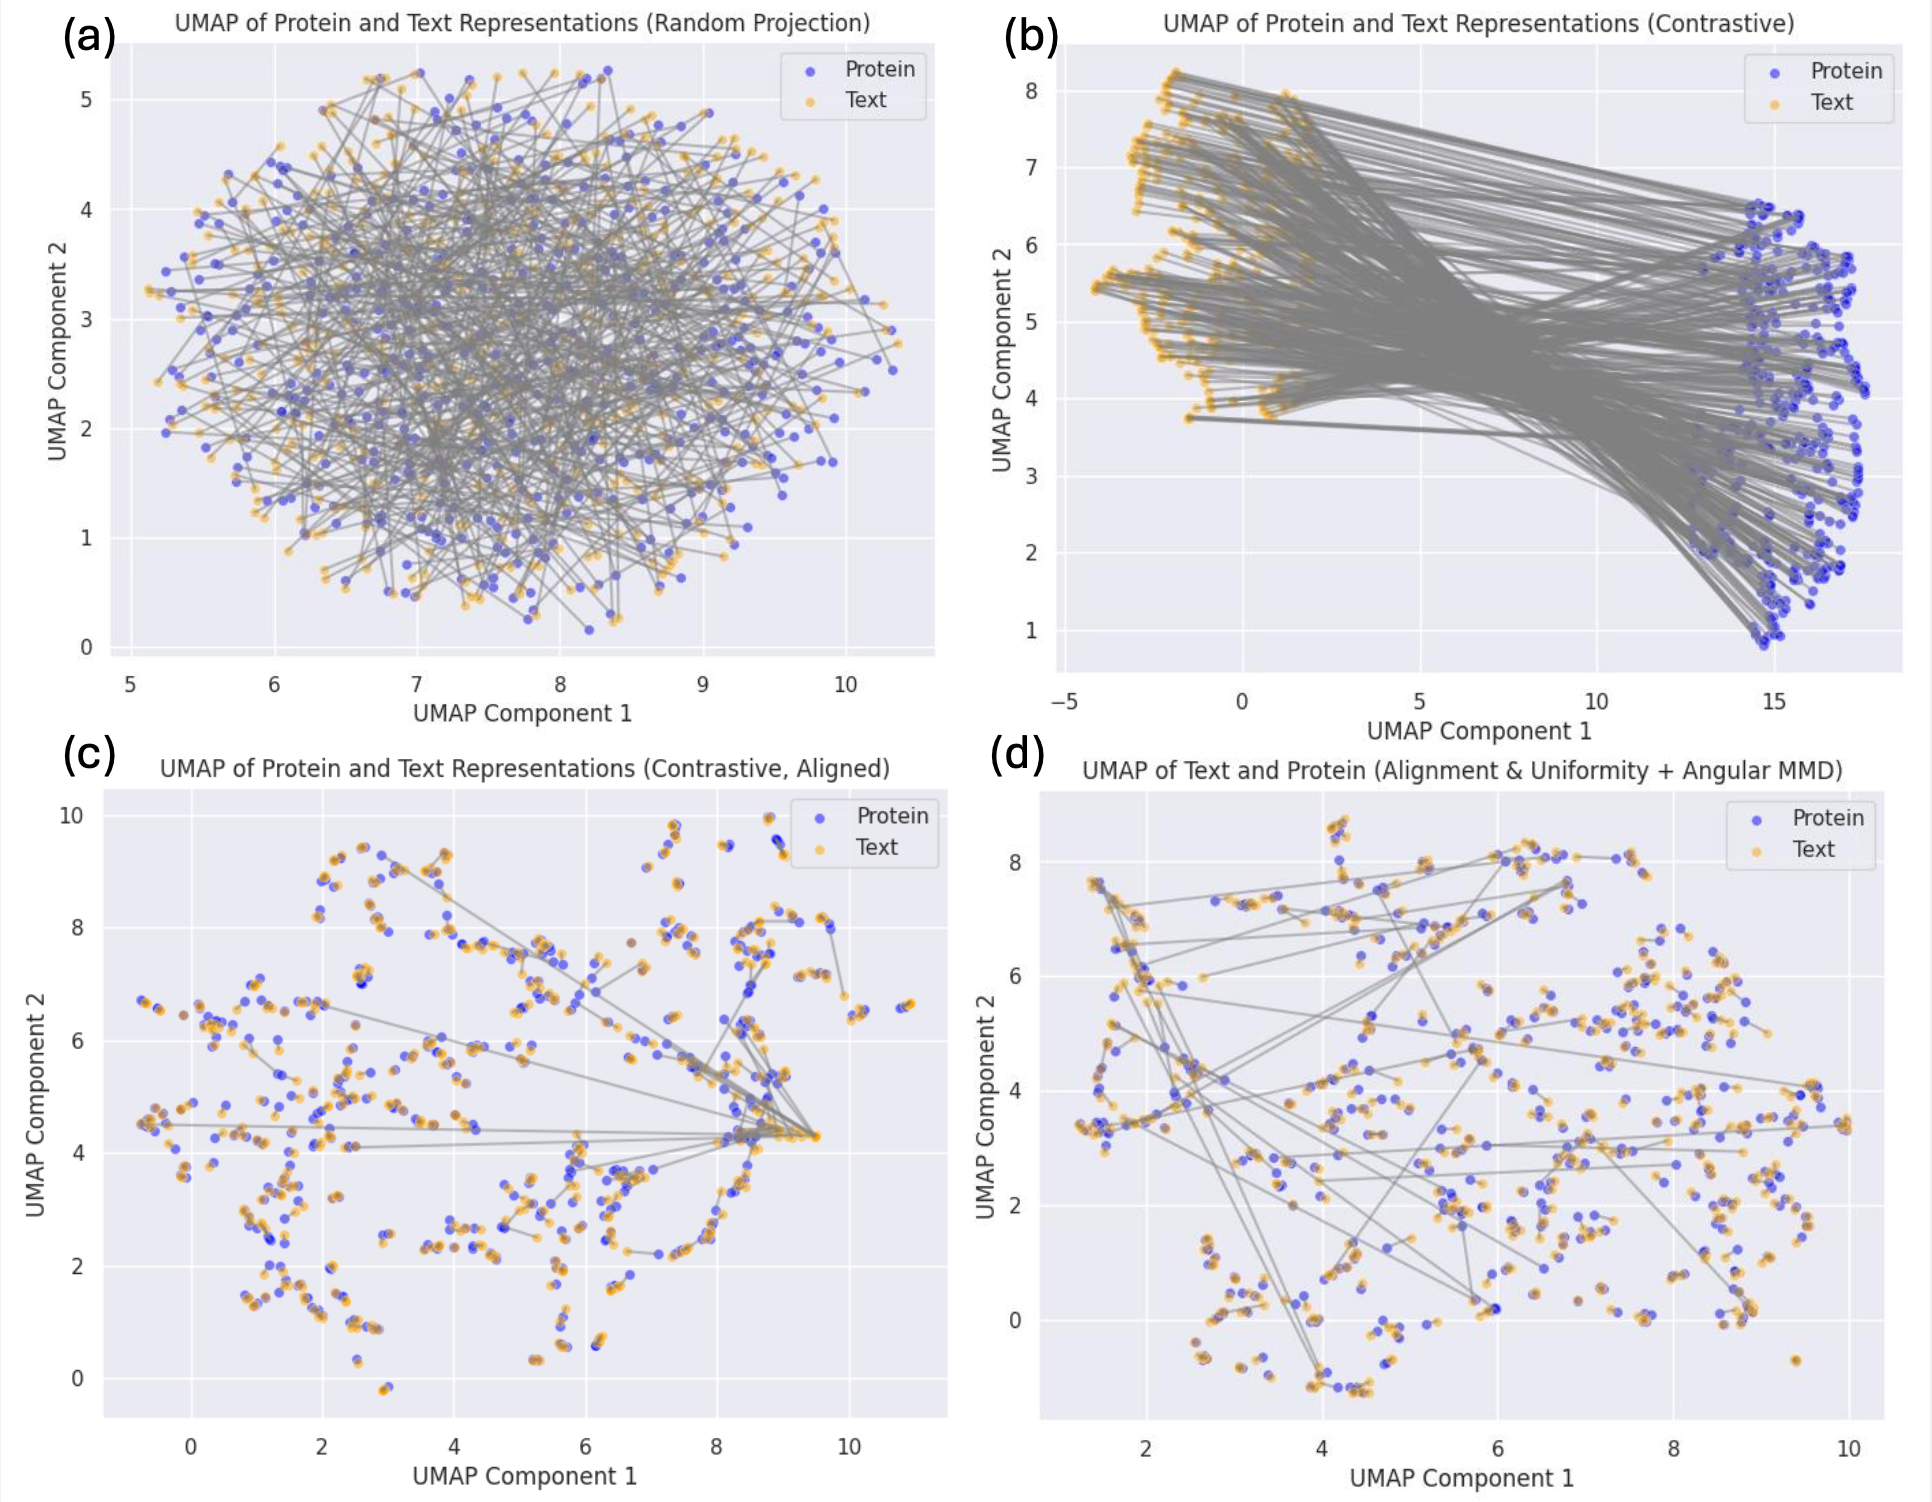 (a)
UMAP of Protein and Text Representations (Random Projection)
Protein
Text
UMAP Component 2
5
4
3
2
1
0
5 6 7 8 9 10
UMAP Component 1
(b)
UMAP of Protein and Text Representations (Contrastive)
Protein
Text
UMAP Component 2
8
7
6
5
4
3
2
1
−5 0 5 10 15
UMAP Component 1
(c)
UMAP of Protein and Text Representations (Contrastive, Aligned)
Protein
Text
UMAP Component 2
10
8
6
4
2
0
0 2 4 6 8 10
UMAP Component 1
(d)
UMAP of Text and Protein (Alignment & Uniformity + Angular MMD)
Protein
Text
UMAP Component 2
8
6
4
2
0
2 4 6 8 10
UMAP Component 1